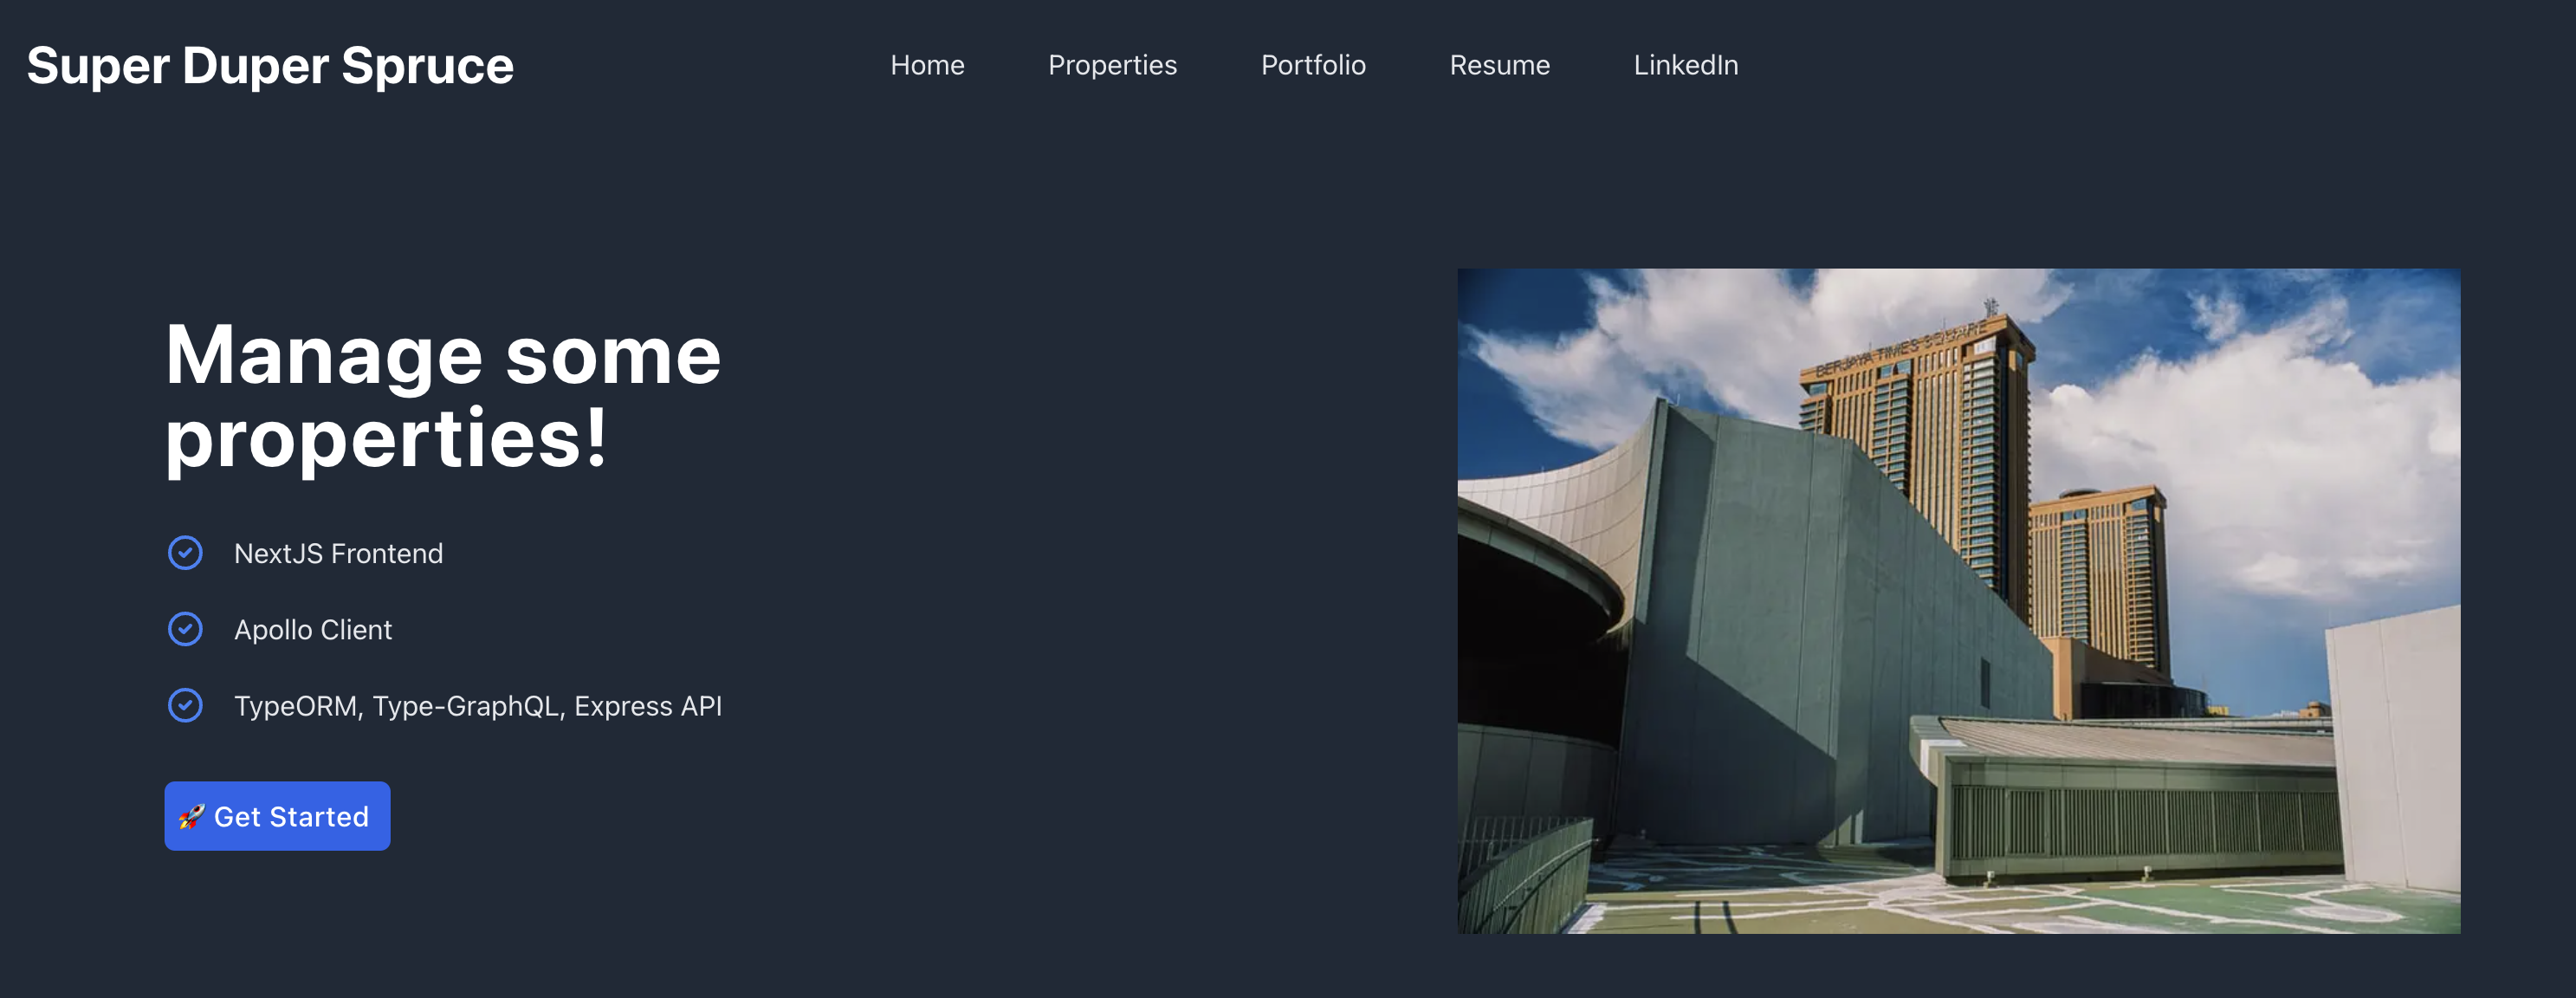 Super Duper Spruce
Home Properties Portfolio Resume LinkedIn
Manage some
properties!
NextJS Frontend
Apollo Client
TypeORM, Type-GraphQL, Express API
🚀 Get Started
BERJAYA TIMES SQUARE